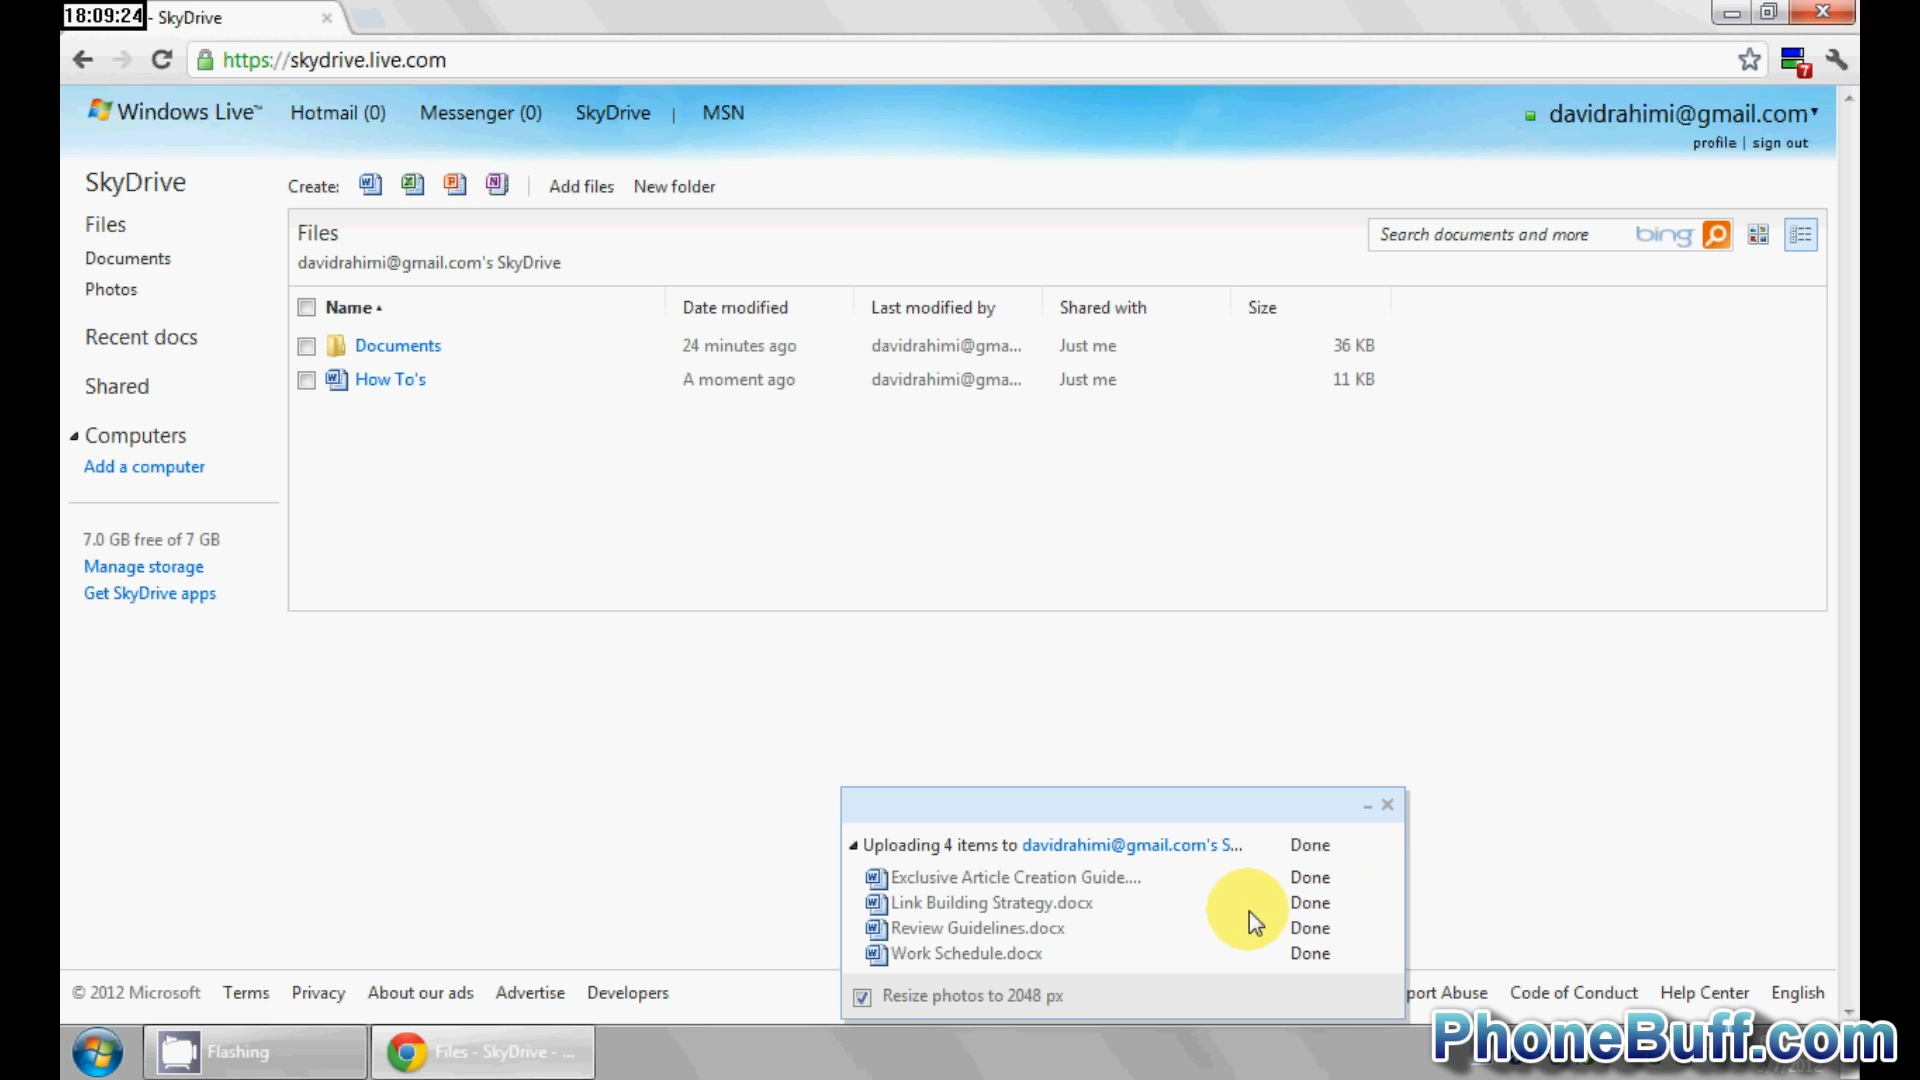 18:09:24 - SkyDrive
https://skydrive.live.com
7
Windows Live™ Hotmail (0) Messenger (0) SkyDrive | MSN davidrahimi@gmail.com
profile | sign out
SkyDrive
Create: Add files New folder
Files
Documents
Photos
Recent docs
Shared
Computers
Add a computer
7.0 GB free of 7 GB
Manage storage
Get SkyDrive apps
Files
davidrahimi@gmail.com's SkyDrive
Search documents and more bing
Name Date modified Last modified by Shared with Size
Documents 24 minutes ago davidrahimi@gma... Just me 36 KB
How To's A moment ago davidrahimi@gma... Just me 11 KB
Uploading 4 items to davidrahimi@gmail.com's S... Done
Exclusive Article Creation Guide.... Done
Link Building Strategy.docx Done
Review Guidelines.docx Done
Work Schedule.docx Done
Resize photos to 2048 px
© 2012 Microsoft Terms Privacy About our ads Advertise Developers port Abuse Code of Conduct Help Center English
Flashing Files - SkyDrive - ...
PhoneBuff.com